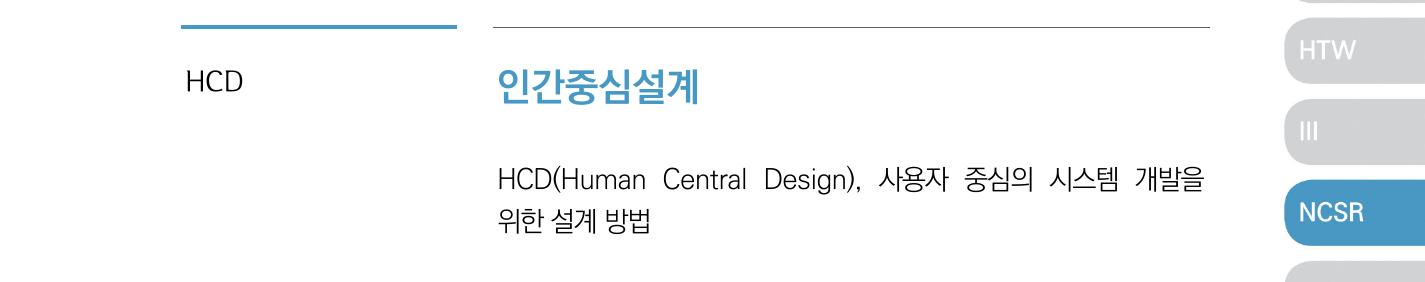 HCD
인간중심설계
HCD(Human Central Design), 사용자 중심의 시스템 개발을
위한 설계 방법
HTW
III
NCSR